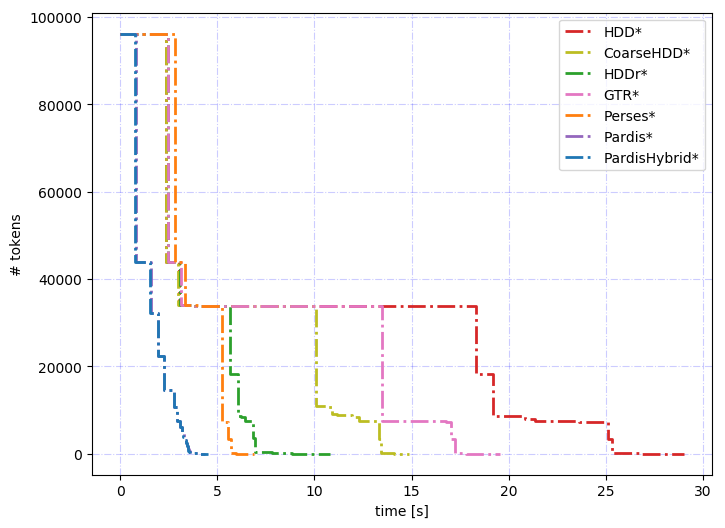 100000
80000
60000
40000
20000
0
# tokens
HDD*
CoarseHDD*
HDDr*
GTR*
Perses*
Pardis*
PardisHybrid*
0 5 10 15 20 25 30
time [s]